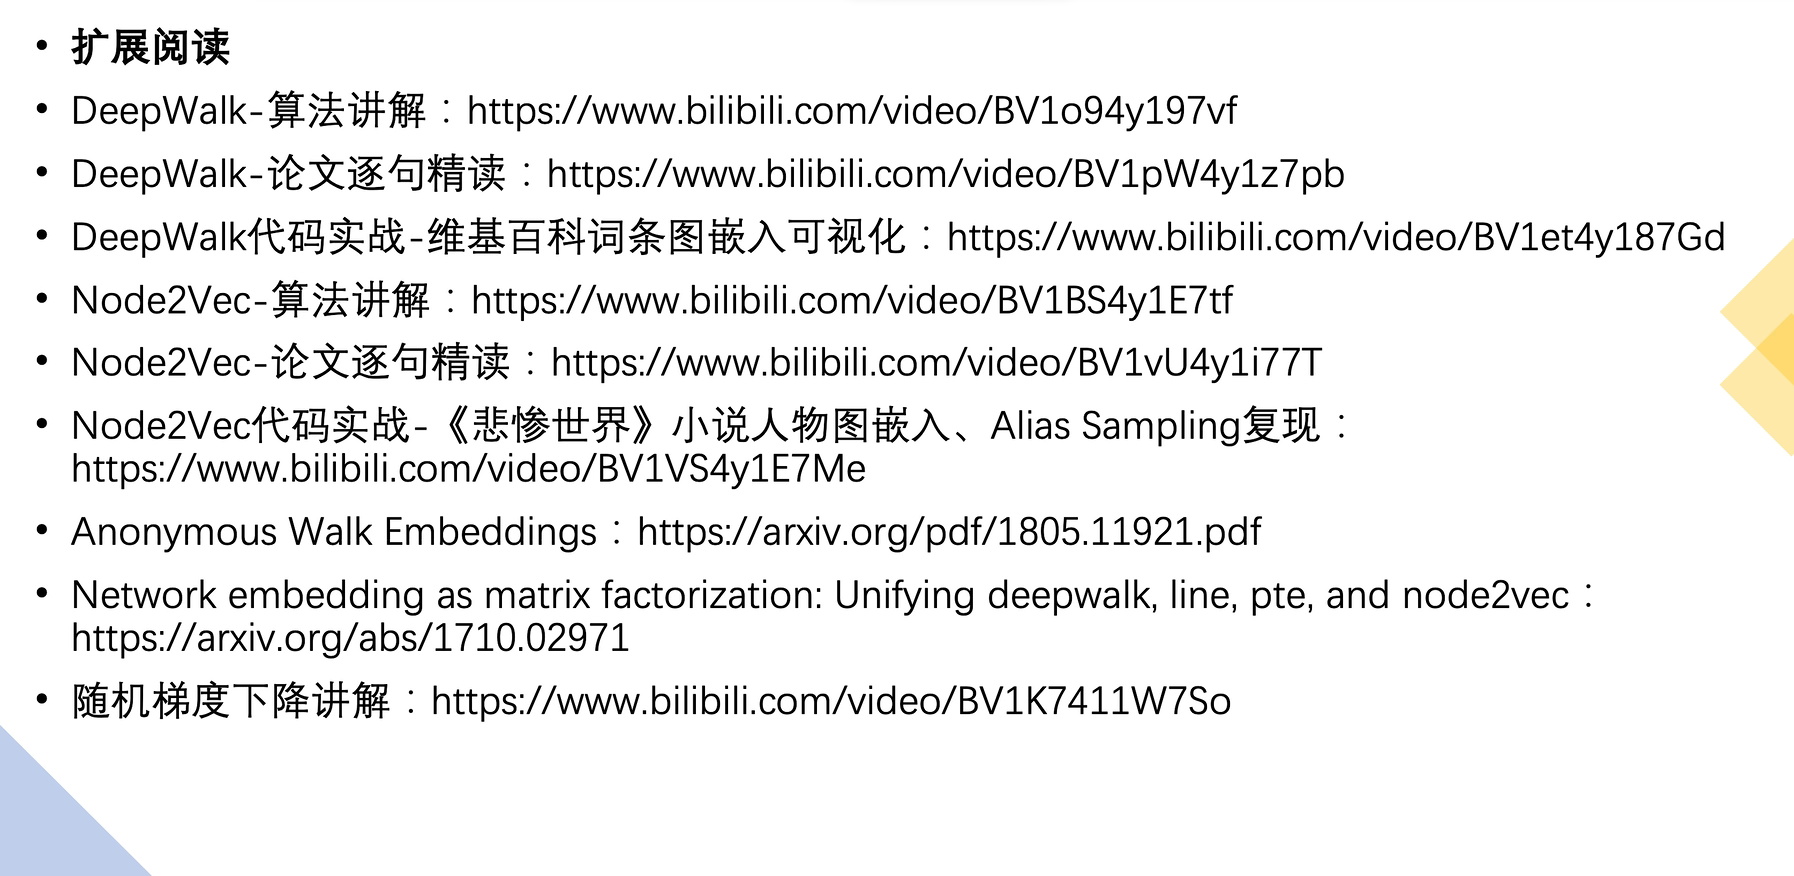 • 扩展阅读
• DeepWalk-算法讲解：https://www.bilibili.com/video/BV1o94y197vf
• DeepWalk-论文逐句精读：https://www.bilibili.com/video/BV1pW4y1z7pb
• DeepWalk代码实战-维基百科词条图嵌入可视化：https://www.bilibili.com/video/BV1et4y187Gd
• Node2Vec-算法讲解：https://www.bilibili.com/video/BV1BS4y1E7tf
• Node2Vec-论文逐句精读：https://www.bilibili.com/video/BV1vU4y1i77T
• Node2Vec代码实战-《悲惨世界》小说人物图嵌入、Alias Sampling复现：
https://www.bilibili.com/video/BV1VS4y1E7Me
• Anonymous Walk Embeddings：https://arxiv.org/pdf/1805.11921.pdf
• Network embedding as matrix factorization: Unifying deepwalk, line, pte, and node2vec：
https://arxiv.org/abs/1710.02971
• 随机梯度下降讲解：https://www.bilibili.com/video/BV1K7411W7So